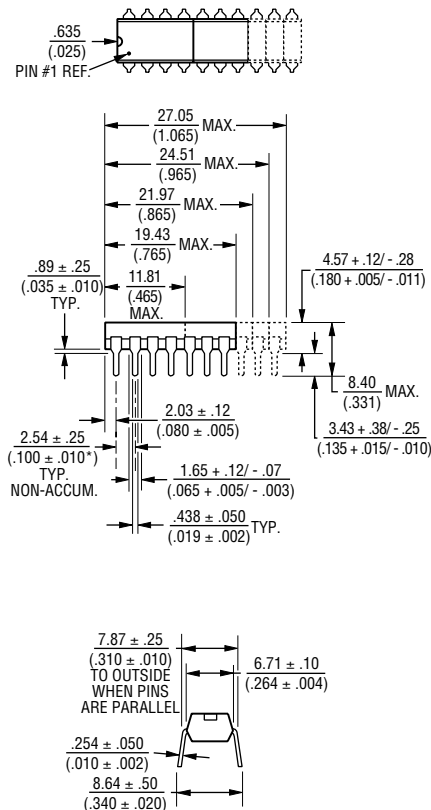 .635
(.025)
PIN #1 REF.
27.05
(1.065)
MAX.
24.51
(.965)
MAX.
21.97
(.865)
MAX.
19.43
(.765)
MAX.
.89 ± .25
(.035 ± .010)
TYP.
11.81
(.465)
MAX.
4.57 + .12/ - .28
(.180 + .005/ - .011)
8.40
(.331)
MAX.
2.03 ± .12
(.080 ± .005)
3.43 + .38/ - .25
(.135 + .015/ - .010)
2.54 ± .25
(.100 ± .010*)
TYP.
NON-ACCUM.
1.65 + .12/ - .07
(.065 + .005/ - .003)
.438 ± .050
(.019 ± .002)
TYP.
7.87 ± .25
(.310 ± .010)
TO OUTSIDE
WHEN PINS
ARE PARALLEL
6.71 ± .10
(.264 ± .004)
.254 ± .050
(.010 ± .002)
8.64 ± .50
(.340 ± .020)